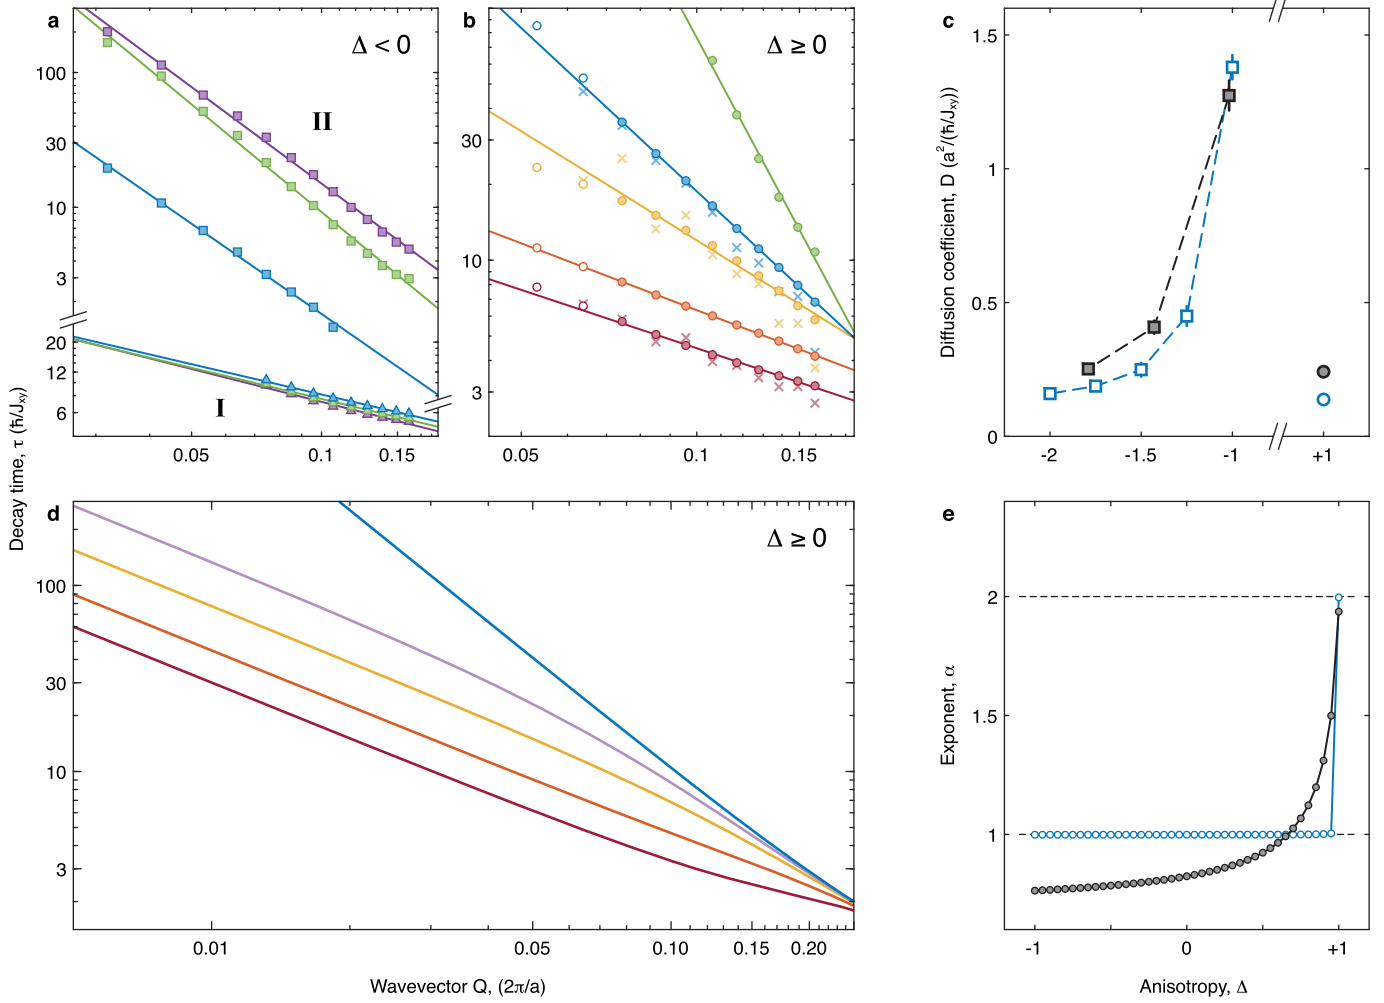 a
Δ < 0
II
I
100
30
10
3
20
12
6
0.05
0.1
0.15
b
Δ ≥ 0
30
10
3
0.05
0.1
0.15
c
Diffusion coefficient, D (a²/(ħ/Jxy))
1.5
1
0.5
0
-2
-1.5
-1
+1
Decay time, τ (ħ/Jxy)
d
Δ ≥ 0
100
30
10
3
0.01
0.05
0.10
0.15
0.20
Wavevector Q, (2π/a)
e
Exponent, α
2
1.5
1
-1
0
+1
Anisotropy, Δ